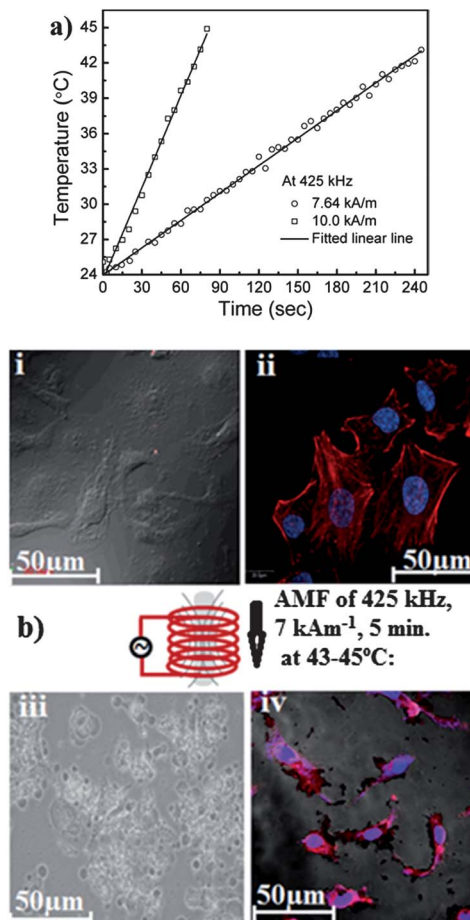 a)
Temperature (°C)
45
42
39
36
33
30
27
24
At 425 kHz
7.64 kA/m
10.0 kA/m
Fitted linear line
0 30 60 90 120 150 180 210 240
Time (sec)
i
50µm
ii
50µm
b)
AMF of 425 kHz,
7 kAm⁻¹, 5 min.
at 43-45ºC:
iii
50µm
iv
50µm